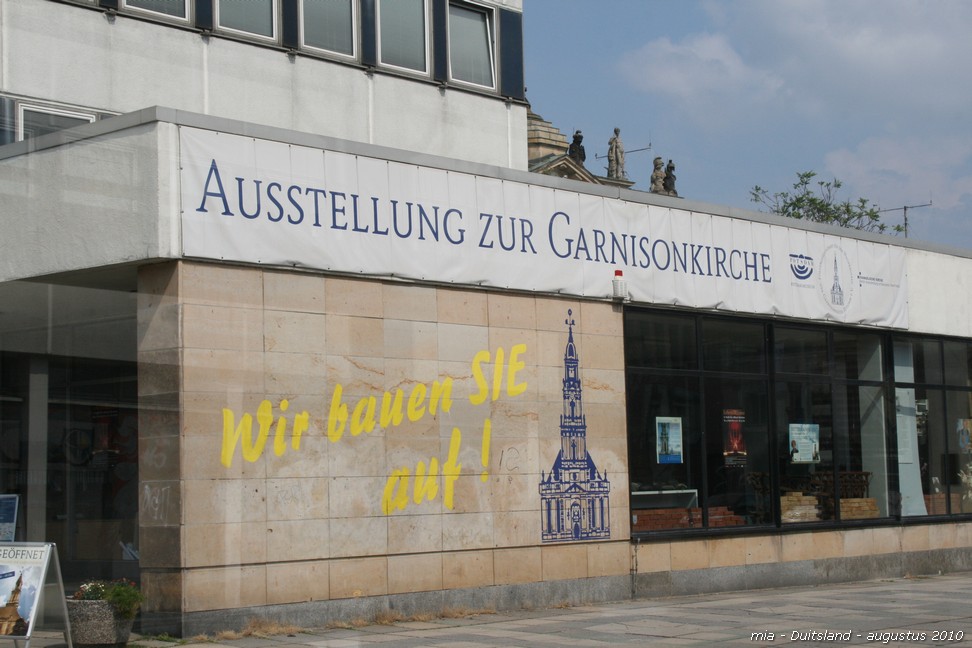 AUSSTELLUNG ZUR GARNISONKIRCHE
Wir bauen SIE
auf !
GEÖFFNET
mia - Duitsland - augustus 2010